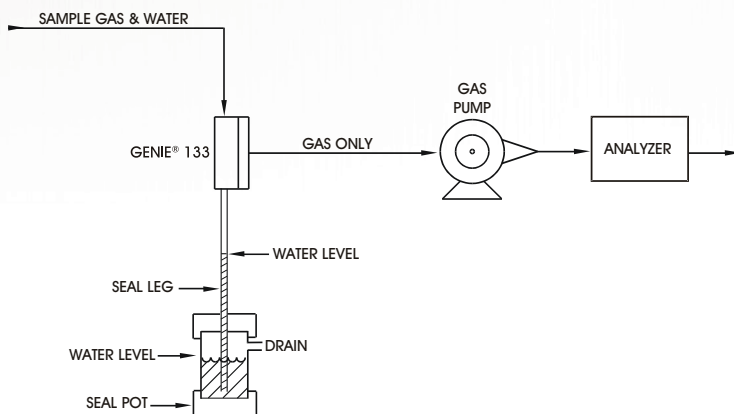 SAMPLE GAS & WATER
GENIE® 133
GAS ONLY
GAS
PUMP
ANALYZER
WATER LEVEL
SEAL LEG
DRAIN
WATER LEVEL
SEAL POT